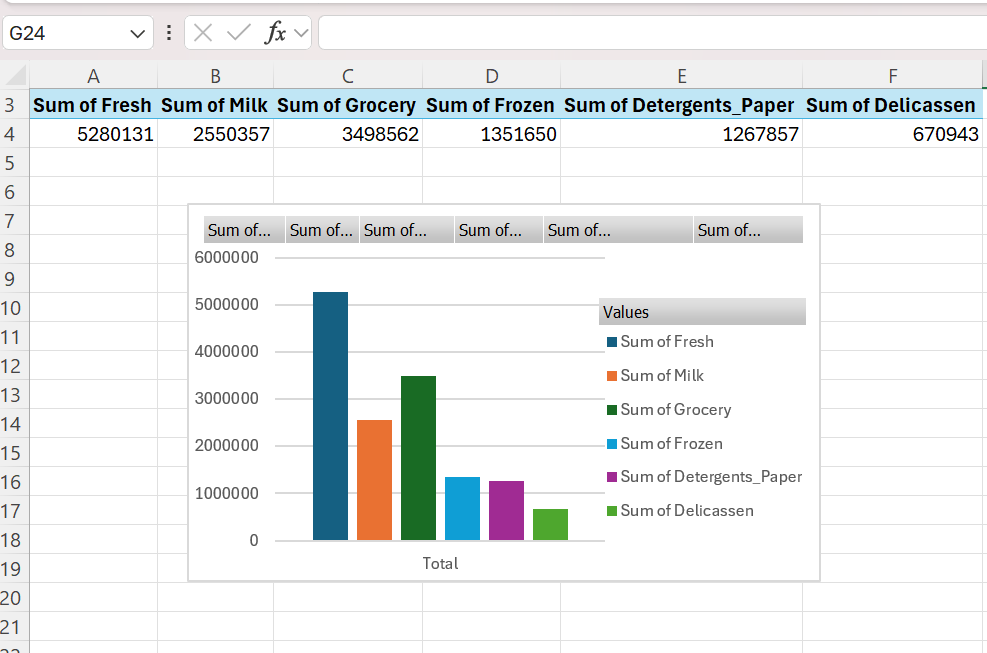 G24 fx
A B C D E F
3 Sum of Fresh Sum of Milk Sum of Grocery Sum of Frozen Sum of Detergents_Paper Sum of Delicassen
4 5280131 2550357 3498562 1351650 1267857 670943
5
6
7 Sum of... Sum of... Sum of... Sum of... Sum of... Sum of...
8 6000000
9
10 5000000 Values
11 Sum of Fresh
12 4000000 Sum of Milk
13 3000000
14 Sum of Grocery
15 2000000 Sum of Frozen
16 Sum of Detergents_Paper
17 1000000 Sum of Delicassen
18 0
19 Total
20
21